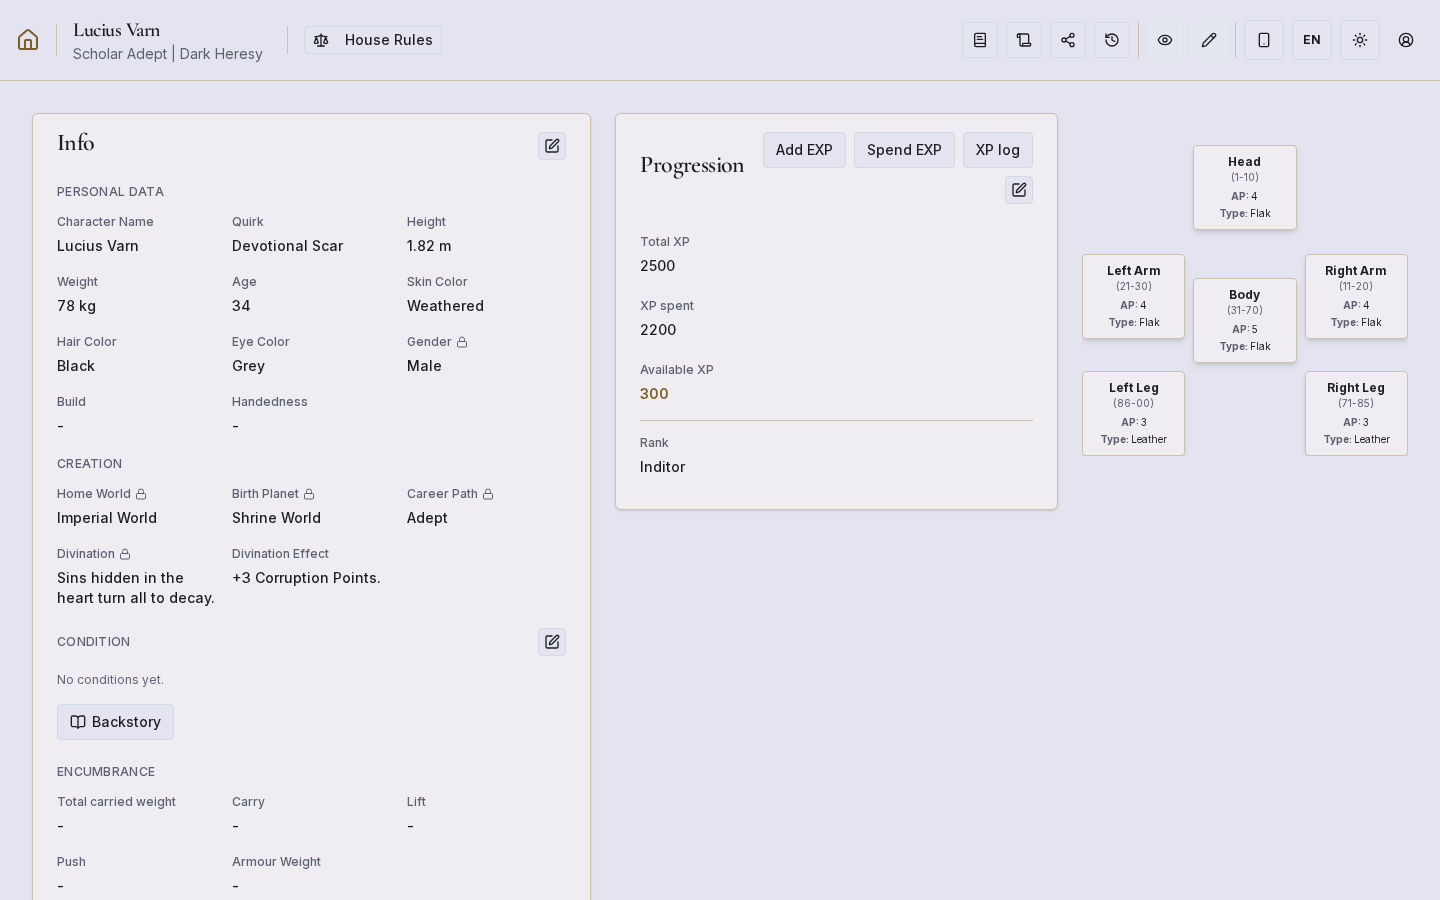 Lucius Varn
Scholar Adept | Dark Heresy
House Rules
EN
Info
PERSONAL DATA
Character Name
Lucius Varn
Quirk
Devotional Scar
Height
1.82 m
Weight
78 kg
Age
34
Skin Color
Weathered
Hair Color
Black
Eye Color
Grey
Gender
Male
Build
-
Handedness
-
CREATION
Home World
Imperial World
Birth Planet
Shrine World
Career Path
Adept
Divination
Sins hidden in the
heart turn all to decay.
Divination Effect
+3 Corruption Points.
CONDITION
No conditions yet.
Backstory
ENCUMBRANCE
Total carried weight
-
Carry
-
Lift
-
Push
-
Armour Weight
-
Progression
Add EXP
Spend EXP
XP log
Total XP
2500
XP spent
2200
Available XP
300
Rank
Inditor
Head
(1-10)
AP: 4
Type: Flak
Left Arm
(21-30)
AP: 4
Type: Flak
Body
(31-70)
AP: 5
Type: Flak
Right Arm
(11-20)
AP: 4
Type: Flak
Left Leg
(86-00)
AP: 3
Type: Leather
Right Leg
(71-85)
AP: 3
Type: Leather